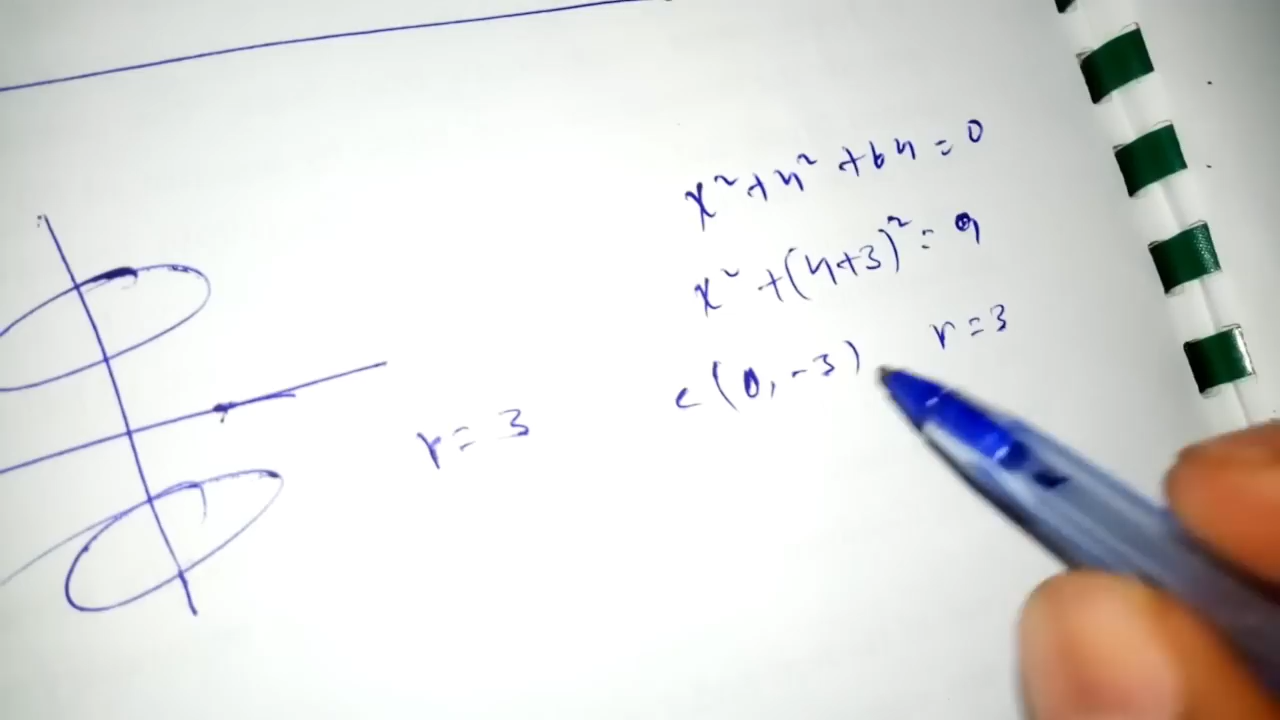 x² + y² + 6y = 0
x² + (y+3)² = 9
c(0, -3) r = 3
r = 3